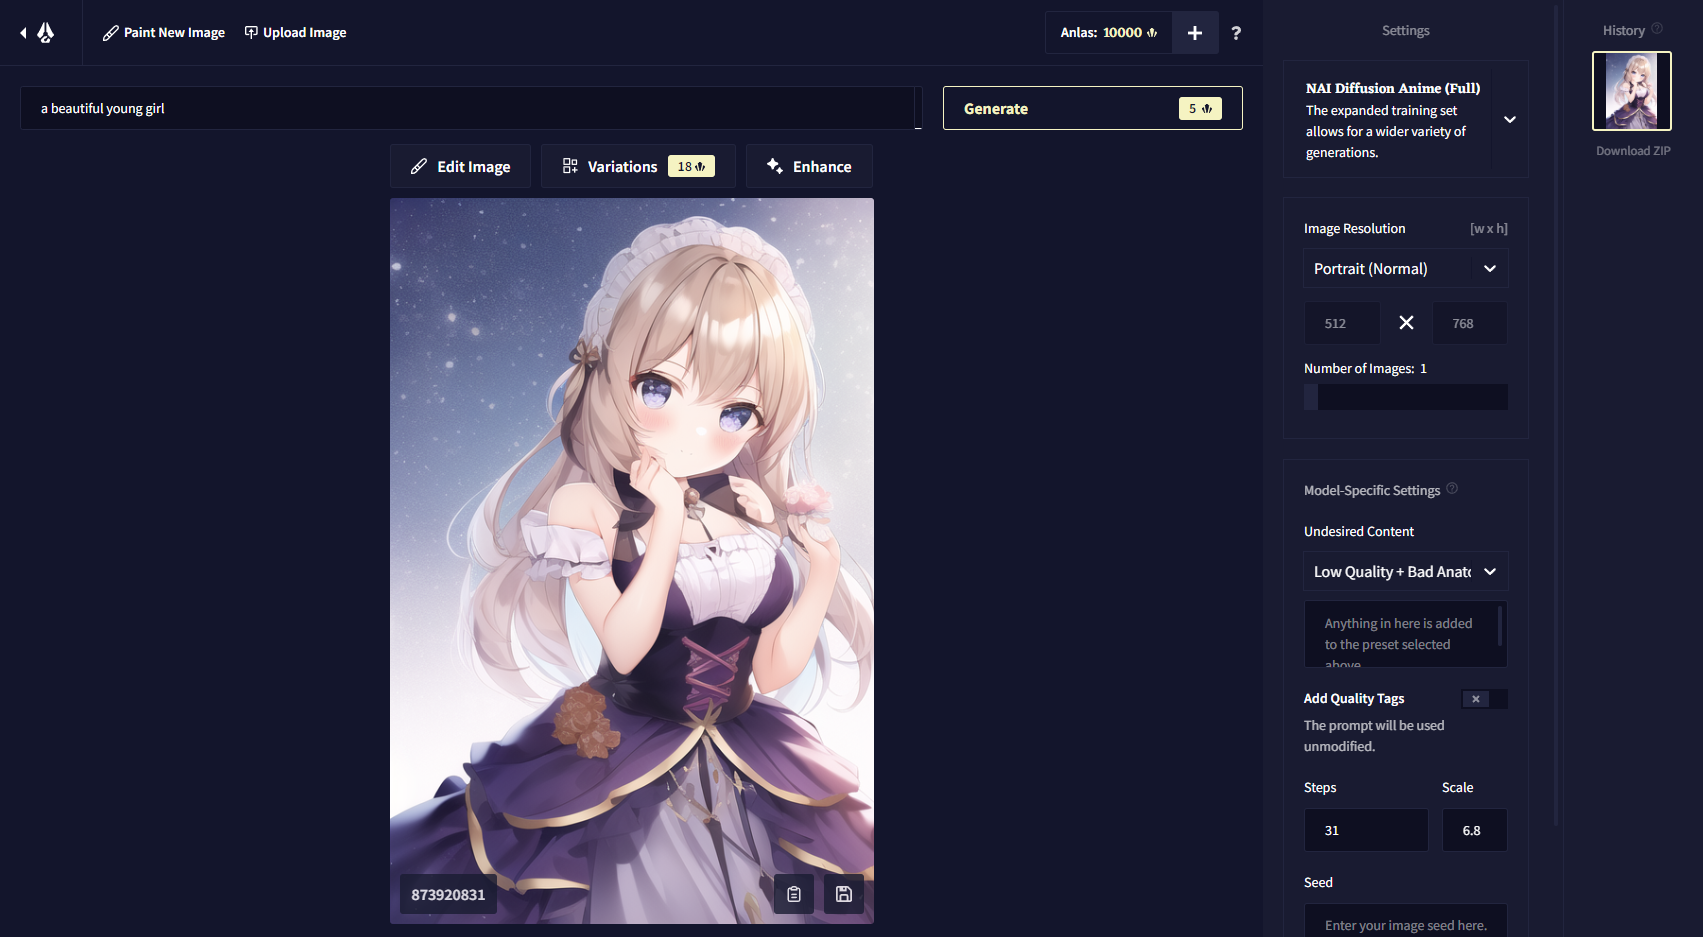 Paint New Image
Upload Image
Anlas: 10000
+
?
a beautiful young girl
Generate
5
Edit Image
Variations
18
Enhance
873920831
Settings
NAI Diffusion Anime (Full)
The expanded training set
allows for a wider variety of
generations.
Image Resolution
[w x h]
Portrait (Normal)
512
768
Number of Images: 1
Model-Specific Settings
Undesired Content
Low Quality + Bad Anato
Anything in here is added
to the preset selected
above
Add Quality Tags
The prompt will be used
unmodified.
Steps
Scale
31
6.8
Seed
Enter your image seed here.
History
Download ZIP